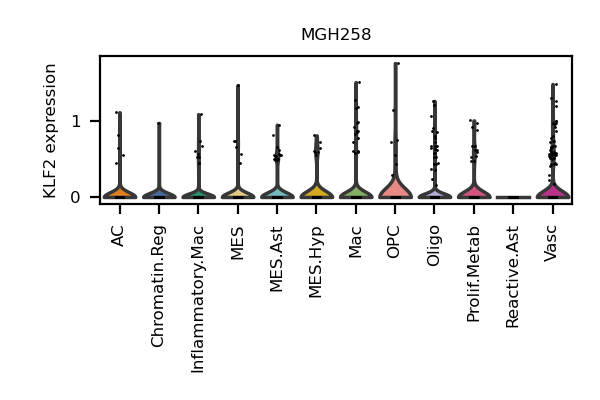 MGH258
KLF2 expression
1
0
AC
Chromatin.Reg
Inflammatory.Mac
MES
MES.Ast
MES.Hyp
Mac
OPC
Oligo
Prolif.Metab
Reactive.Ast
Vasc